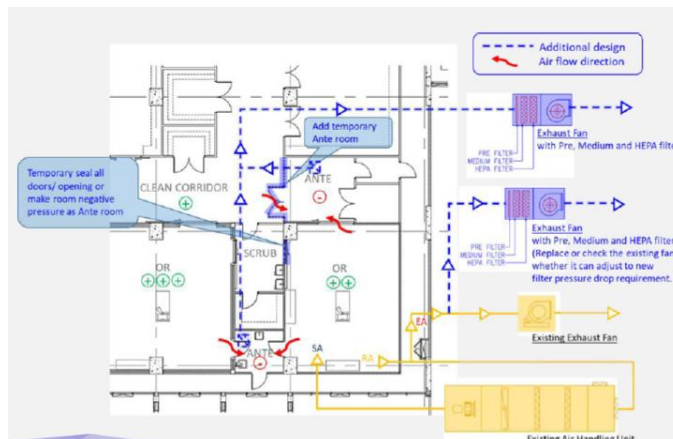 Additional design
Air flow direction
Add temporary
Ante room
Exhaust Fan
with Pre, Medium and HEPA filte
PRE FILTER
MEDIUM FILTER
HEPA FILTER
Temporary seal all
doors/ opening or
make room negative
pressure as Ante room
CLEAN CORRIDOR
ANTE
SCRUB
OR
OR
PRE FILTER
MEDIUM FILTER
HEPA FILTER
Exhaust Fan
with Pre, Medium and HEPA filter
(Replace or check the existing fan
whether it can adjust to new
filter pressure drop requirement.
EA
Existing Exhaust Fan
ANTE
SA
RA
Existing Air Handling Unit